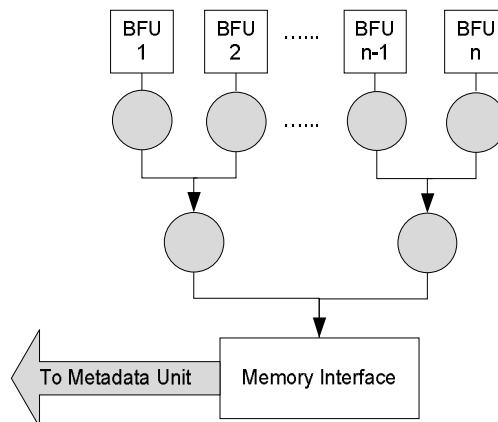 BFU
1
BFU
2
......
BFU
n-1
BFU
n
......
To Metadata Unit
Memory Interface